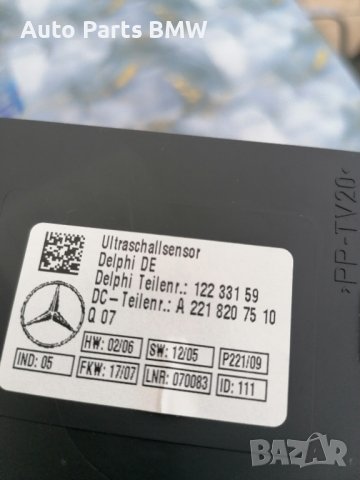 Auto Parts BMW
>PP-TV20<
Ultraschallsensor
Delphi DE
Delphi Teilenr.: 122 331 59
DC-Teilenr.: A 221 820 75 10
Q 07
HW: 02/06 SW: 12/05 P221/09
IND: 05 FKW: 17/07 LNR: 070083 ID: 111
BAZAR